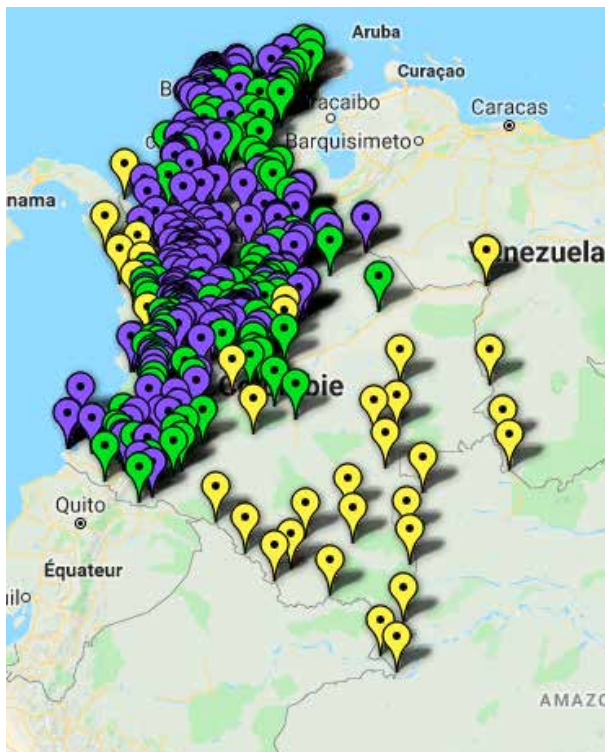 Aruba
Curaçao
Caracas
Barquisimeto
nama
Venezuela
Quito
Équateur
AMAZO